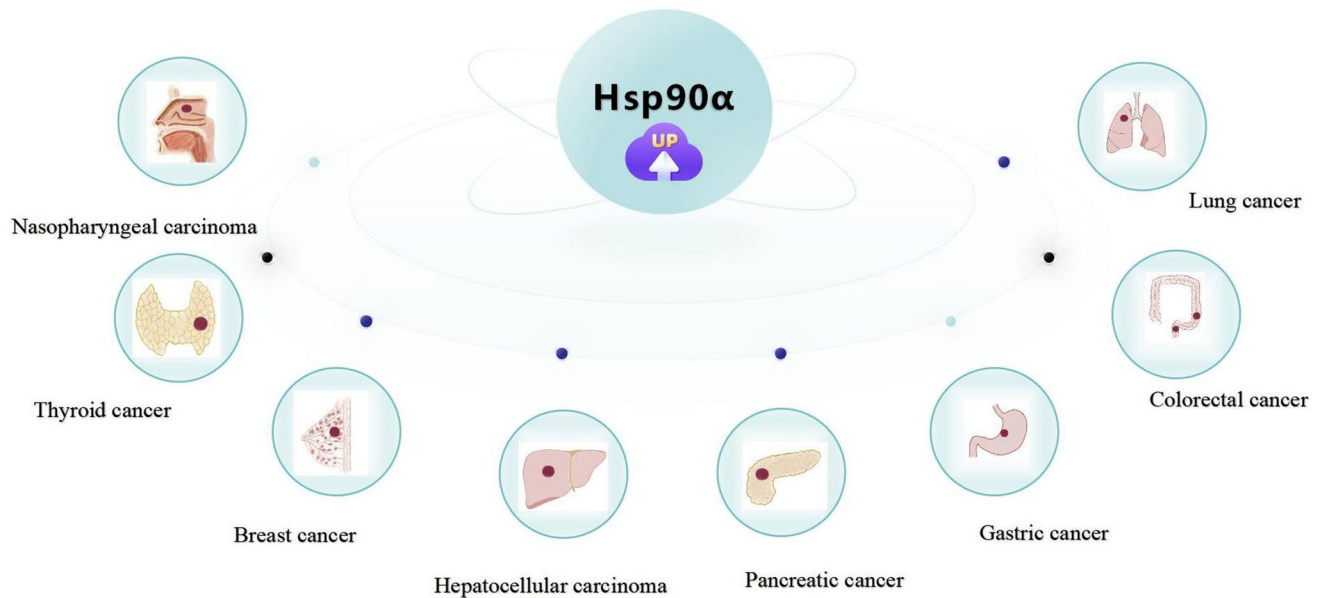 Hsp90α
UP
Nasopharyngeal carcinoma
Lung cancer
Thyroid cancer
Colorectal cancer
Breast cancer
Gastric cancer
Hepatocellular carcinoma
Pancreatic cancer